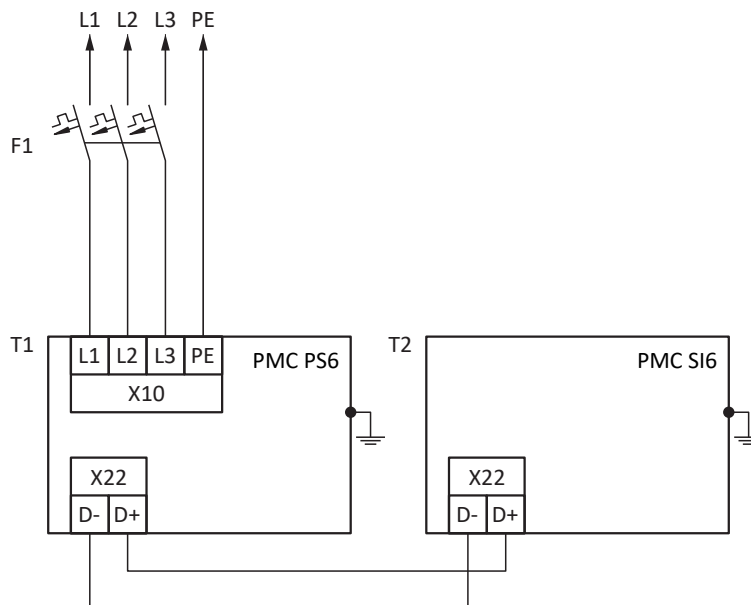 L1 L2 L3 PE
F1
T1
L1 L2 L3 PE
PMC PS6
X10
X22
D- D+
T2
PMC SI6
X22
D- D+